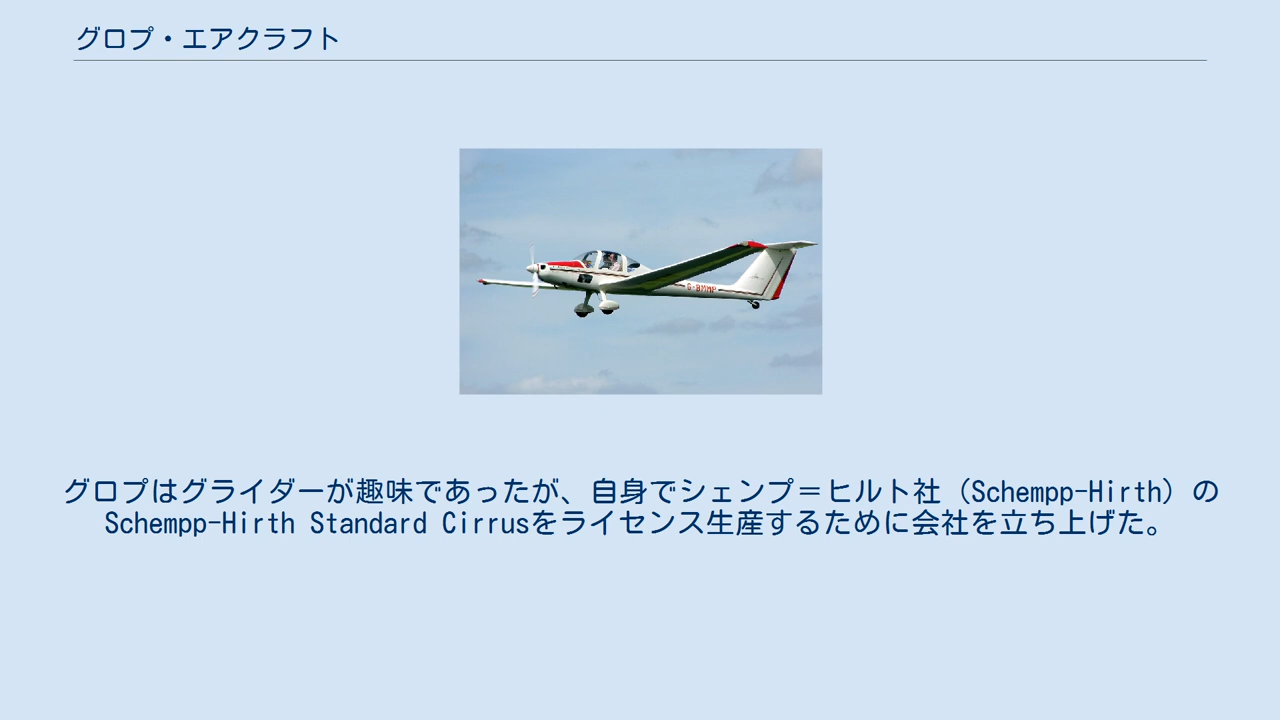 グロプ・エアクラフト
G-BMMP
グロプはグライダーが趣味であったが、自身でシェンプ＝ヒルト社（Schempp-Hirth）の
Schempp-Hirth Standard Cirrusをライセンス生産するために会社を立ち上げた。